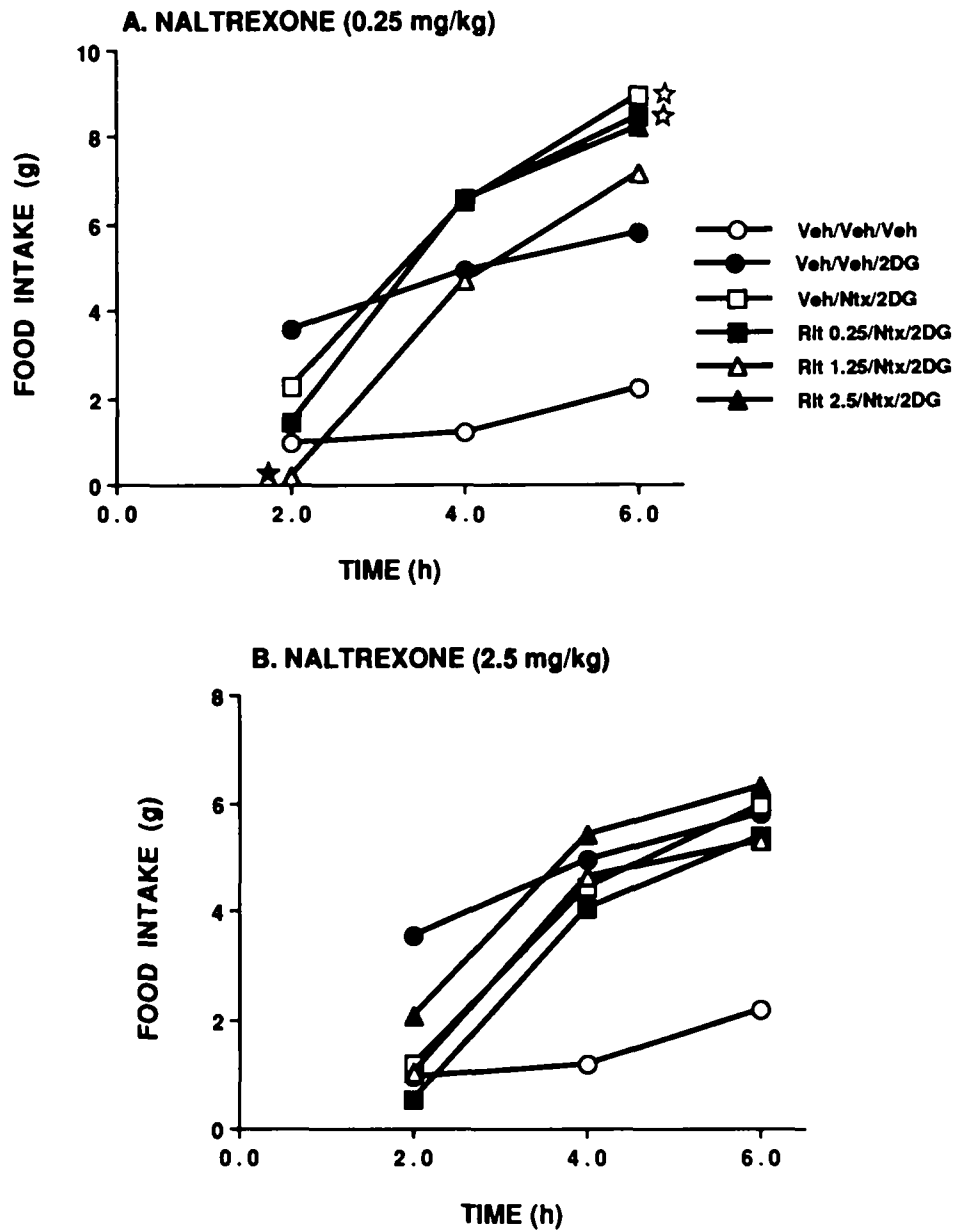 A. NALTREXONE (0.25 mg/kg)
10
8
6
4
2
0
0.0
2.0
4.0
6.0
FOOD INTAKE (g)
TIME (h)
Veh/Veh/Veh
Veh/Veh/2DG
Veh/Ntx/2DG
Rit 0.25/Ntx/2DG
Rit 1.25/Ntx/2DG
Rit 2.5/Ntx/2DG
B. NALTREXONE (2.5 mg/kg)
8
6
4
2
0
0.0
2.0
4.0
6.0
FOOD INTAKE (g)
TIME (h)